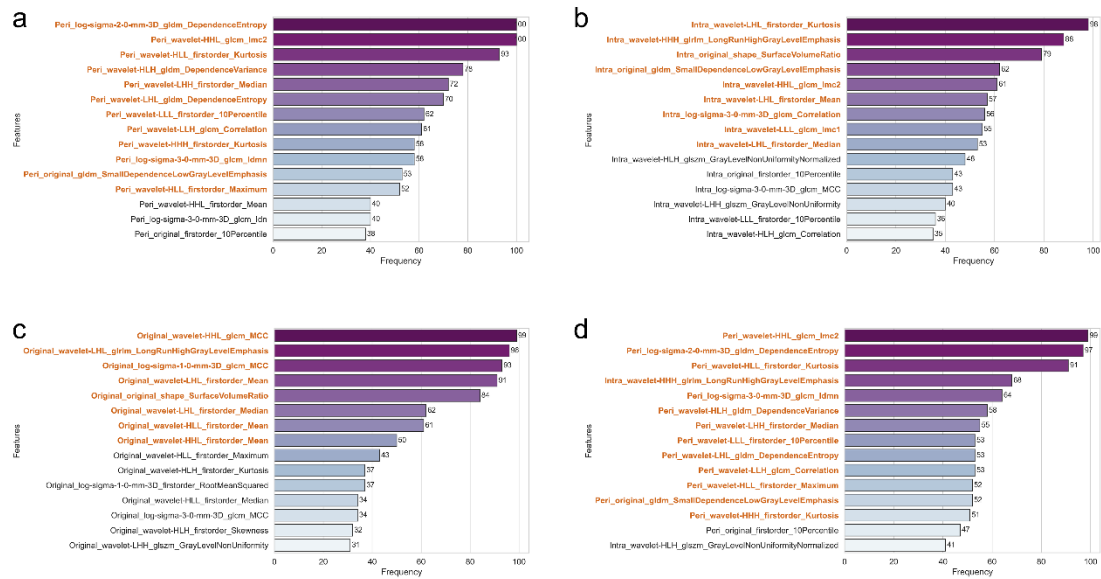 a
Peri_log-sigma-2-0-mm-3D_gldm_DependenceEntropy 100
Peri_wavelet-HHL_glcm_Imc2 100
Peri_wavelet-HLL_firstorder_Kurtosis 93
Peri_wavelet-HLH_gldm_DependenceVariance 78
Peri_wavelet-LHH_firstorder_Median 72
Peri_wavelet-LHL_gldm_DependenceEntropy 70
Peri_wavelet-LLL_firstorder_10Percentile 62
Peri_wavelet-LLH_glcm_Correlation 61
Peri_wavelet-HHH_firstorder_Kurtosis 58
Peri_log-sigma-3-0-mm-3D_glcm_Idmn 58
Peri_original_gldm_SmallDependenceLowGrayLevelEmphasis 53
Peri_wavelet-HLL_firstorder_Maximum 52
Peri_wavelet-HHL_firstorder_Mean 40
Peri_log-sigma-3-0-mm-3D_glcm_Idn 40
Peri_original_firstorder_10Percentile 38
Features
0 20 40 60 80 100
Frequency
b
Intra_wavelet-LHL_firstorder_Kurtosis 98
Intra_wavelet-HHH_glrlm_LongRunHighGrayLevelEmphasis 88
Intra_original_shape_SurfaceVolumeRatio 79
Intra_original_gldm_SmallDependenceLowGrayLevelEmphasis 62
Intra_wavelet-HHL_glcm_Imc2 61
Intra_wavelet-LHL_firstorder_Mean 57
Intra_log-sigma-3-0-mm-3D_glcm_Correlation 56
Intra_wavelet-LLL_glcm_Imc1 55
Intra_wavelet-LHL_firstorder_Median 53
Intra_wavelet-HLH_glszm_GrayLevelNonUniformityNormalized 48
Intra_original_firstorder_10Percentile 43
Intra_log-sigma-3-0-mm-3D_glcm_MCC 43
Intra_wavelet-LHH_glszm_GrayLevelNonUniformity 40
Intra_wavelet-LLL_firstorder_10Percentile 36
Intra_wavelet-HLH_glcm_Correlation 35
Features
0 20 40 60 80 100
Frequency
c
Original_wavelet-HHL_glcm_MCC 99
Original_wavelet-LHL_glrlm_LongRunHighGrayLevelEmphasis 96
Original_log-sigma-1-0-mm-3D_glcm_MCC 93
Original_wavelet-LHL_firstorder_Mean 91
Original_original_shape_SurfaceVolumeRatio 84
Original_wavelet-LHL_firstorder_Median 62
Original_wavelet-HLL_firstorder_Mean 61
Original_wavelet-HHL_firstorder_Mean 50
Original_wavelet-HLL_firstorder_Maximum 43
Original_wavelet-HLH_firstorder_Kurtosis 37
Original_log-sigma-1-0-mm-3D_firstorder_RootMeanSquared 37
Original_wavelet-HLL_firstorder_Median 34
Original_log-sigma-3-0-mm-3D_glcm_MCC 34
Original_wavelet-HLH_firstorder_Skewness 32
Original_wavelet-LHH_glszm_GrayLevelNonUniformity 31
Features
0 20 40 60 80 100
Frequency
d
Peri_wavelet-HHL_glcm_Imc2 99
Peri_log-sigma-2-0-mm-3D_gldm_DependenceEntropy 97
Peri_wavelet-HLL_firstorder_Kurtosis 91
Intra_wavelet-HHH_glrlm_LongRunHighGrayLevelEmphasis 68
Peri_log-sigma-3-0-mm-3D_glcm_Idmn 64
Peri_wavelet-HLH_gldm_DependenceVariance 58
Peri_wavelet-LHH_firstorder_Median 55
Peri_wavelet-LLL_firstorder_10Percentile 53
Peri_wavelet-LHL_gldm_DependenceEntropy 53
Peri_wavelet-LLH_glcm_Correlation 53
Peri_wavelet-HLL_firstorder_Maximum 52
Peri_original_gldm_SmallDependenceLowGrayLevelEmphasis 52
Peri_wavelet-HHH_firstorder_Kurtosis 51
Peri_original_firstorder_10Percentile 47
Intra_wavelet-HLH_glszm_GrayLevelNonUniformityNormalized 41
Features
0 20 40 60 80 100
Frequency